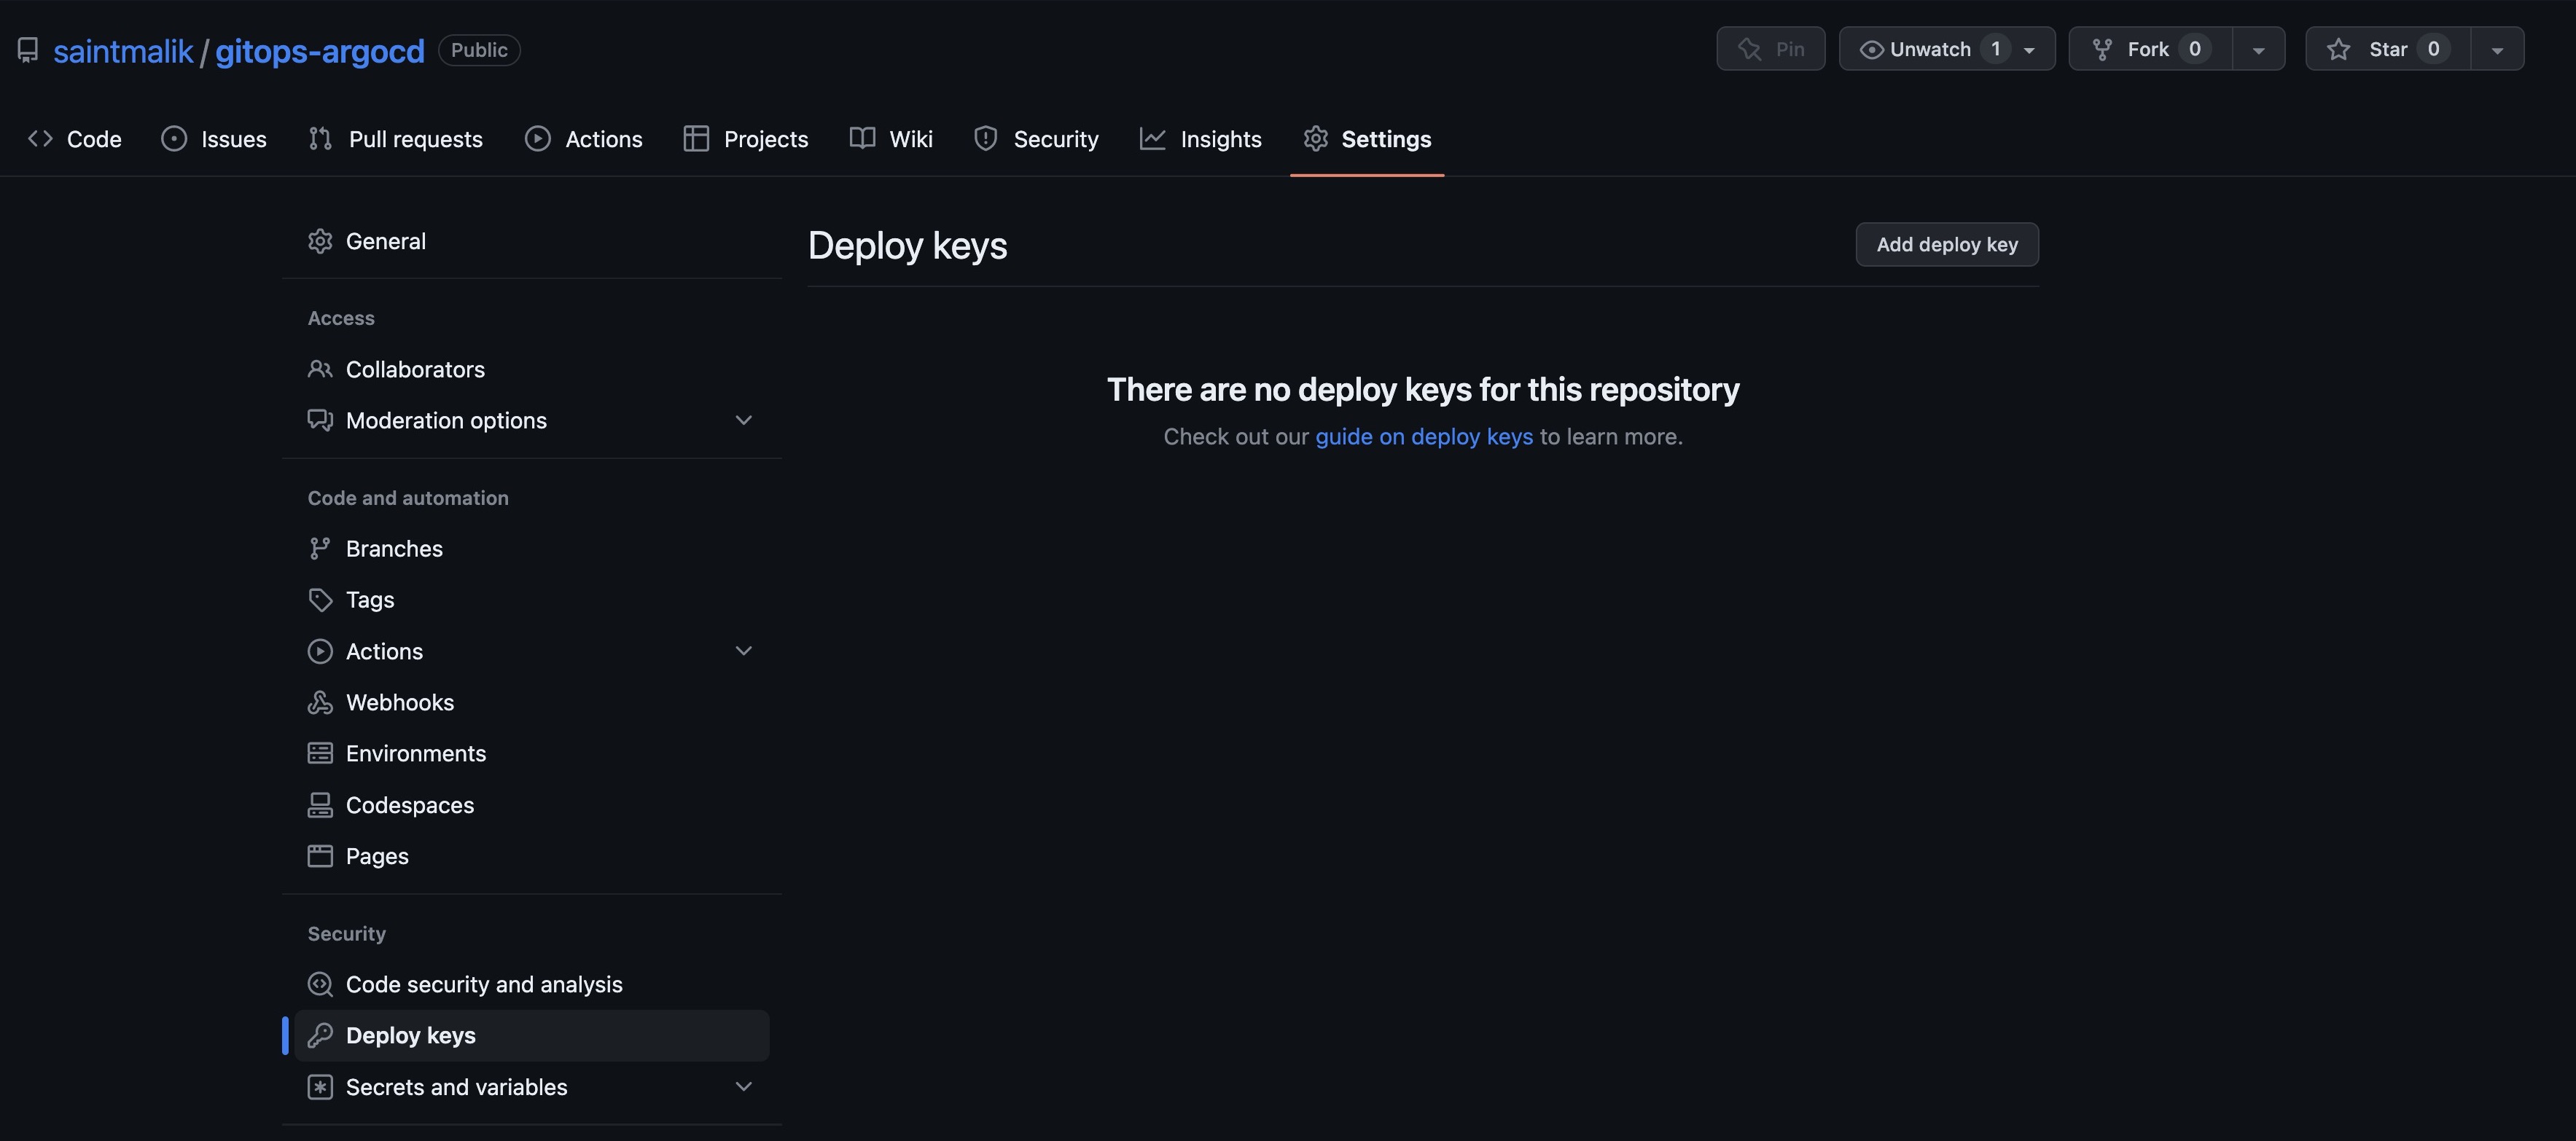 saintmalik / gitops-argocd Public
Pin Unwatch 1 Fork 0 Star 0
Code Issues Pull requests Actions Projects Wiki Security Insights Settings
General
Access
Collaborators
Moderation options
Code and automation
Branches
Tags
Actions
Webhooks
Environments
Codespaces
Pages
Security
Code security and analysis
Deploy keys
Secrets and variables
Deploy keys
Add deploy key
There are no deploy keys for this repository
Check out our guide on deploy keys to learn more.